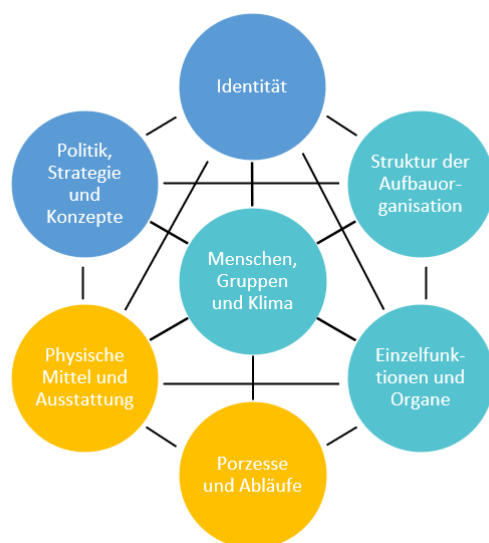 Identität
Politik,
Strategie
und
Konzepte
Struktur der
Aufbauor-
ganisation
Menschen,
Gruppen
und Klima
Physische
Mittel und
Ausstattung
Einzelfunk-
tionen und
Organe
Porzesse
und Abläufe